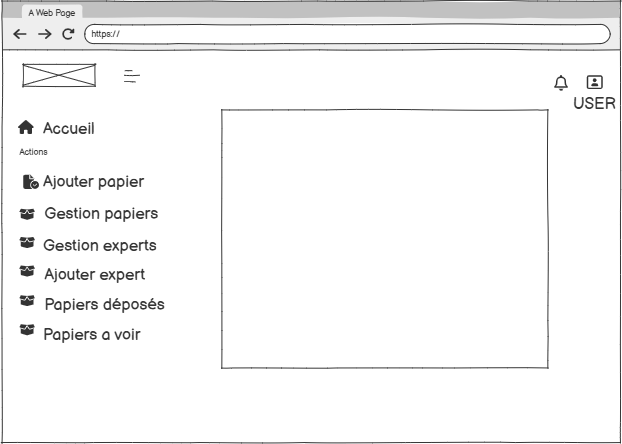 A Web Page
https://
USER
Accueil
Actions
Ajouter papier
Gestion papiers
Gestion experts
Ajouter expert
Papiers déposés
Papiers a voir